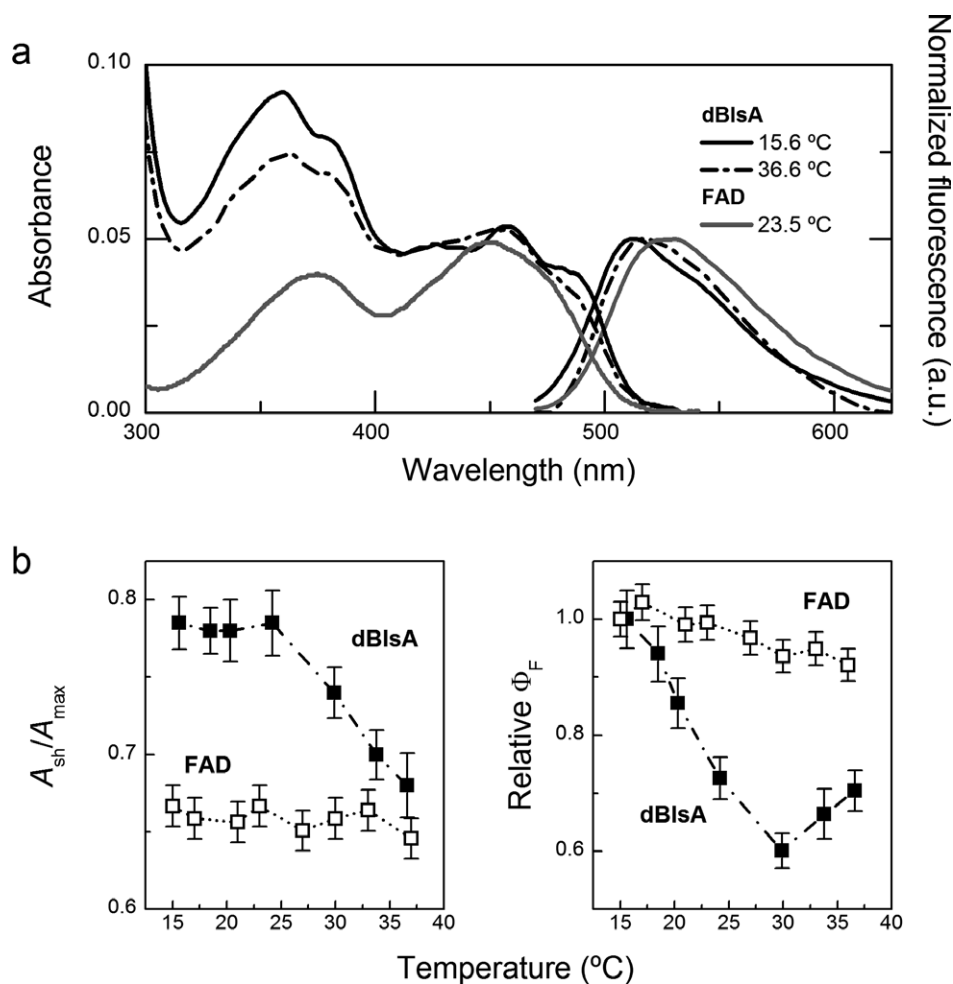 a
Absorbance
0.10
0.05
0.00
300
400
500
600
Wavelength (nm)
Normalized fluorescence (a.u.)
dBlsA
15.6 ºC
36.6 ºC
FAD
23.5 ºC
b
A_sh/A_max
0.8
0.7
0.6
dBlsA
FAD
15 20 25 30 35 40
Relative Φ_F
1.0
0.8
0.6
FAD
dBlsA
15 20 25 30 35 40
Temperature (ºC)